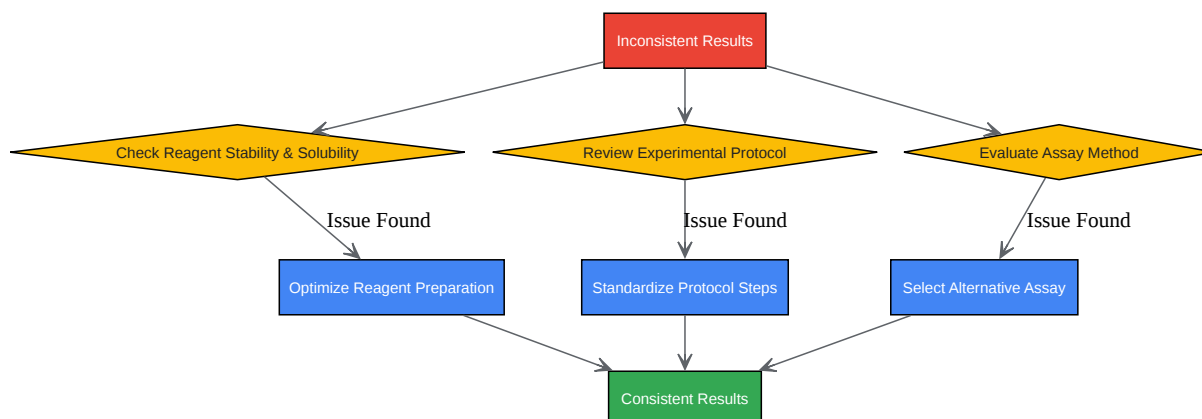 Inconsistent Results
Check Reagent Stability & Solubility
Review Experimental Protocol
Evaluate Assay Method
Issue Found
Issue Found
Issue Found
Optimize Reagent Preparation
Standardize Protocol Steps
Select Alternative Assay
Consistent Results